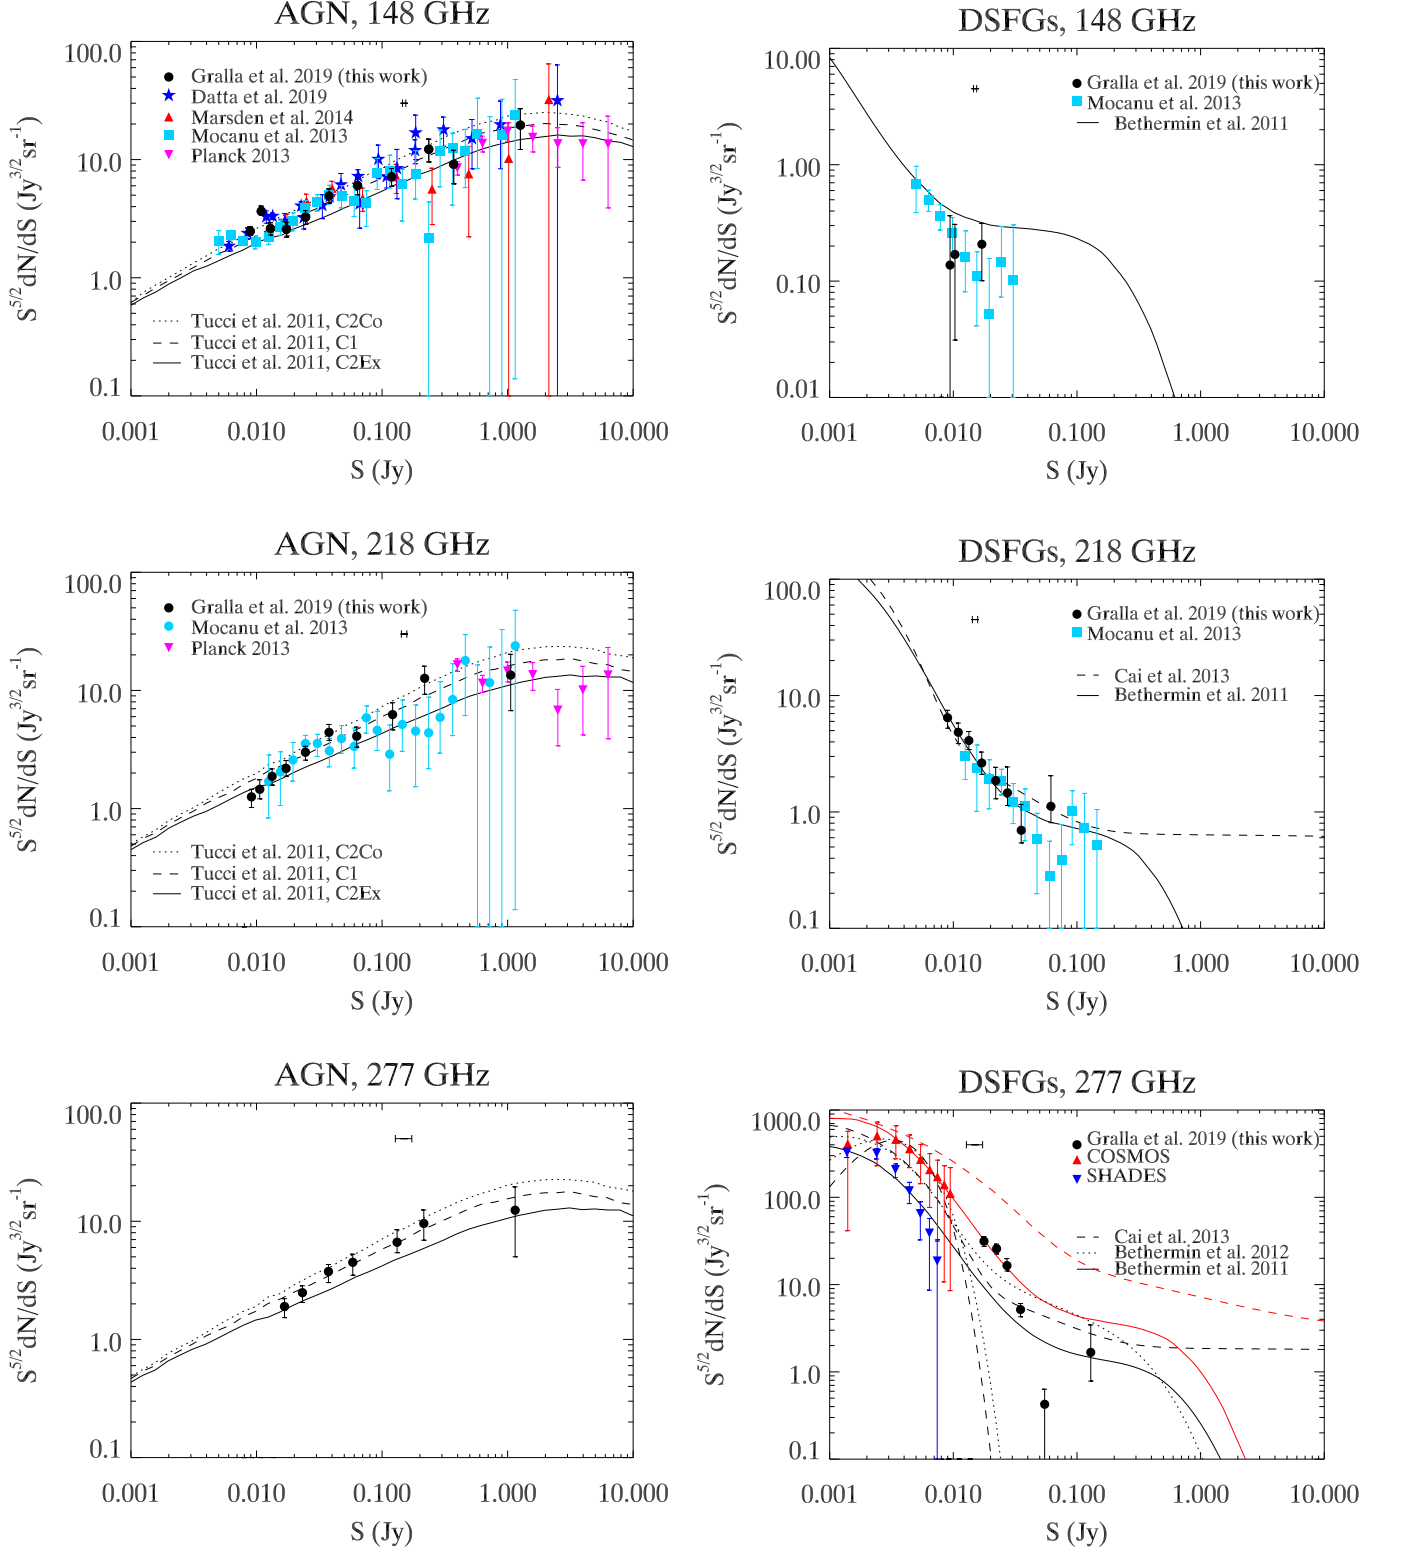 AGN, 148 GHz
100.0
10.0
1.0
0.1
S^5/2 dN/dS (Jy^3/2 sr^-1)
Gralla et al. 2019 (this work)
Datta et al. 2019
Marsden et al. 2014
Mocanu et al. 2013
Planck 2013
Tucci et al. 2011, C2Co
Tucci et al. 2011, C1
Tucci et al. 2011, C2Ex
0.001 0.010 0.100 1.000 10.000
S (Jy)
DSFGs, 148 GHz
10.00
1.00
0.10
0.01
S^5/2 dN/dS (Jy^3/2 sr^-1)
Gralla et al. 2019 (this work)
Mocanu et al. 2013
Bethermin et al. 2011
0.001 0.010 0.100 1.000 10.000
S (Jy)
AGN, 218 GHz
100.0
10.0
1.0
0.1
S^5/2 dN/dS (Jy^3/2 sr^-1)
Gralla et al. 2019 (this work)
Mocanu et al. 2013
Planck 2013
Tucci et al. 2011, C2Co
Tucci et al. 2011, C1
Tucci et al. 2011, C2Ex
0.001 0.010 0.100 1.000 10.000
S (Jy)
DSFGs, 218 GHz
100.0
10.0
1.0
0.1
S^5/2 dN/dS (Jy^3/2 sr^-1)
Gralla et al. 2019 (this work)
Mocanu et al. 2013
Cai et al. 2013
Bethermin et al. 2011
0.001 0.010 0.100 1.000 10.000
S (Jy)
AGN, 277 GHz
100.0
10.0
1.0
0.1
S^5/2 dN/dS (Jy^3/2 sr^-1)
0.001 0.010 0.100 1.000 10.000
S (Jy)
DSFGs, 277 GHz
1000.0
100.0
10.0
1.0
0.1
S^5/2 dN/dS (Jy^3/2 sr^-1)
Gralla et al. 2019 (this work)
COSMOS
SHADES
Cai et al. 2013
Bethermin et al. 2012
Bethermin et al. 2011
0.001 0.010 0.100 1.000 10.000
S (Jy)